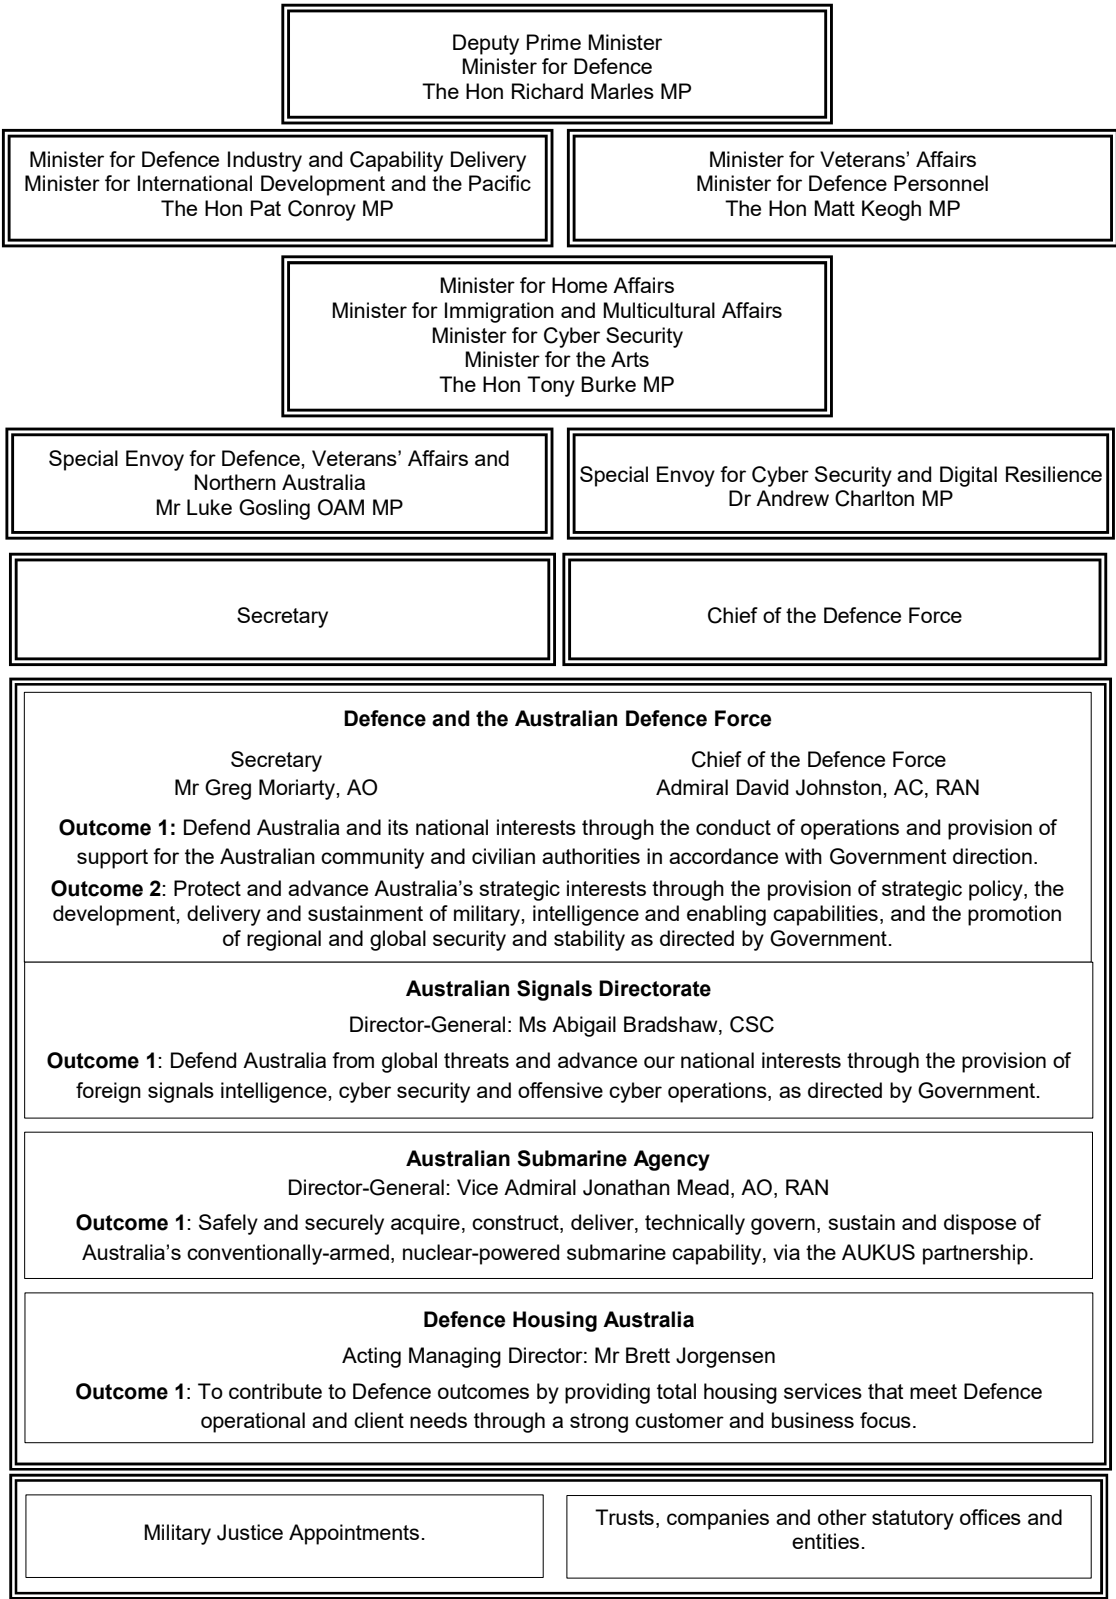 Deputy Prime Minister
Minister for Defence
The Hon Richard Marles MP
Minister for Defence Industry and Capability Delivery
Minister for International Development and the Pacific
The Hon Pat Conroy MP
Minister for Veterans’ Affairs
Minister for Defence Personnel
The Hon Matt Keogh MP
Minister for Home Affairs
Minister for Immigration and Multicultural Affairs
Minister for Cyber Security
Minister for the Arts
The Hon Tony Burke MP
Special Envoy for Defence, Veterans’ Affairs and
Northern Australia
Mr Luke Gosling OAM MP
Special Envoy for Cyber Security and Digital Resilience
Dr Andrew Charlton MP
Secretary
Chief of the Defence Force
Defence and the Australian Defence Force
Secretary
Mr Greg Moriarty, AO
Chief of the Defence Force
Admiral David Johnston, AC, RAN
Outcome 1: Defend Australia and its national interests through the conduct of operations and provision of
support for the Australian community and civilian authorities in accordance with Government direction.
Outcome 2: Protect and advance Australia’s strategic interests through the provision of strategic policy, the
development, delivery and sustainment of military, intelligence and enabling capabilities, and the promotion
of regional and global security and stability as directed by Government.
Australian Signals Directorate
Director-General: Ms Abigail Bradshaw, CSC
Outcome 1: Defend Australia from global threats and advance our national interests through the provision of
foreign signals intelligence, cyber security and offensive cyber operations, as directed by Government.
Australian Submarine Agency
Director-General: Vice Admiral Jonathan Mead, AO, RAN
Outcome 1: Safely and securely acquire, construct, deliver, technically govern, sustain and dispose of
Australia’s conventionally-armed, nuclear-powered submarine capability, via the AUKUS partnership.
Defence Housing Australia
Acting Managing Director: Mr Brett Jorgensen
Outcome 1: To contribute to Defence outcomes by providing total housing services that meet Defence
operational and client needs through a strong customer and business focus.
Military Justice Appointments.
Trusts, companies and other statutory offices and
entities.